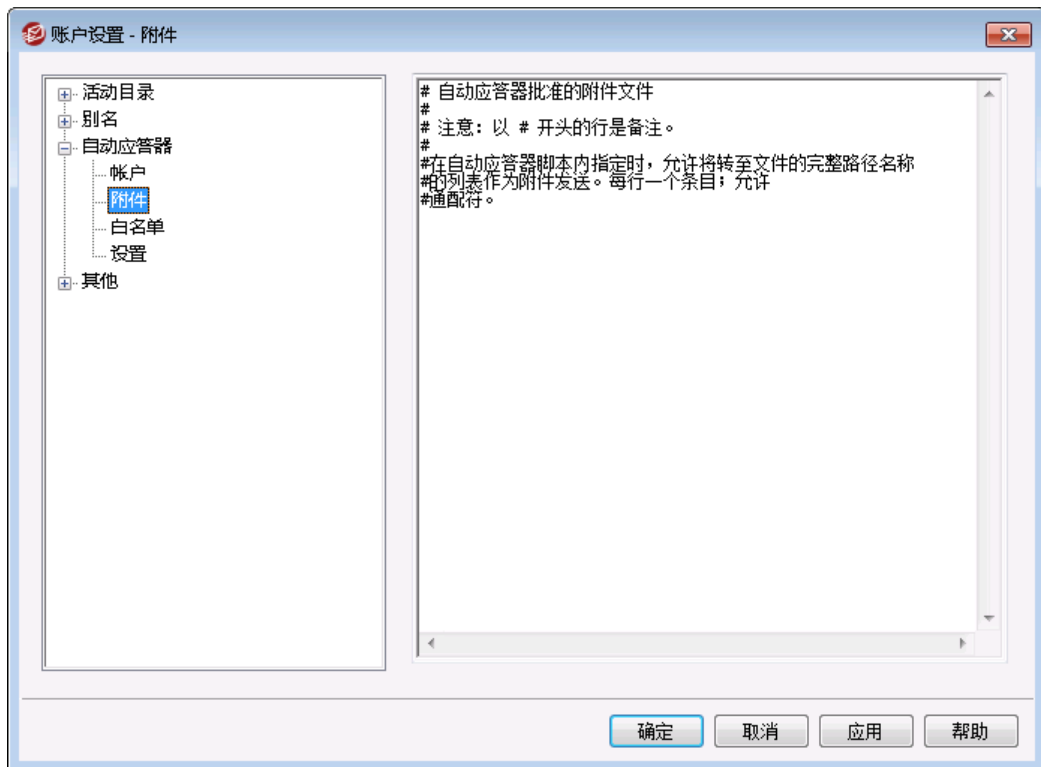 账户设置 - 附件
活动目录
别名
自动应答器
帐户
附件
白名单
设置
其他
# 自动应答器批准的附件文件
#
# 注意：以 # 开头的行是备注。
#
#在自动应答器脚本内指定时，允许将转至文件的完整路径名称
#的列表作为附件发送。每行一个条目；允许
#通配符。
确定
取消
应用
帮助